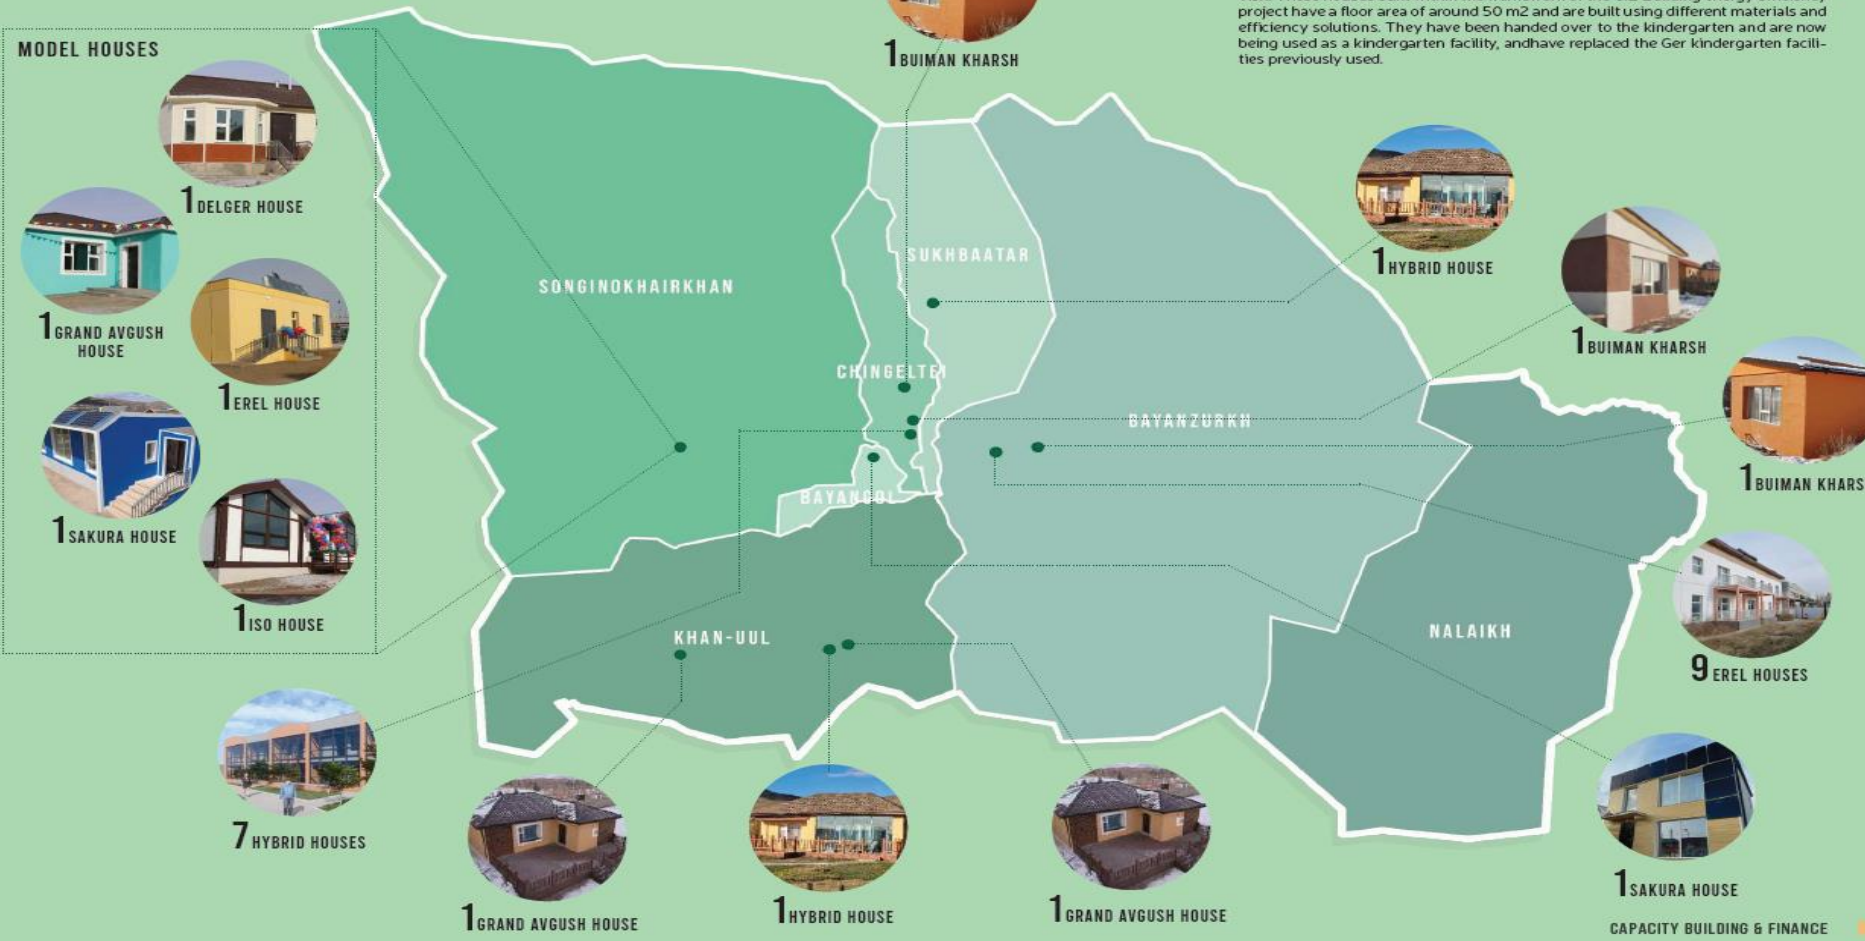 project have a floor area of around 50 m2 and are built using different materials and
efficiency solutions. They have been handed over to the kindergarten and are now
being used as a kindergarten facility, andhave replaced the Ger kindergarten facili-
ties previously used.
MODEL HOUSES
1 BUIMAN KHARSH
1 DELGER HOUSE
1 GRAND AVGUSH
HOUSE
1 EREL HOUSE
1 SAKURA HOUSE
1 ISO HOUSE
SONGINOKHAIRKHAN
SUKHBAATAR
CHINGELTEI
BAYANZURKH
BAYANGOL
KHAN-UUL
NALAIKH
1 HYBRID HOUSE
1 BUIMAN KHARSH
1 BUIMAN KHARS
9 EREL HOUSES
7 HYBRID HOUSES
1 GRAND AVGUSH HOUSE
1 HYBRID HOUSE
1 GRAND AVGUSH HOUSE
1 SAKURA HOUSE
CAPACITY BUILDING & FINANCE